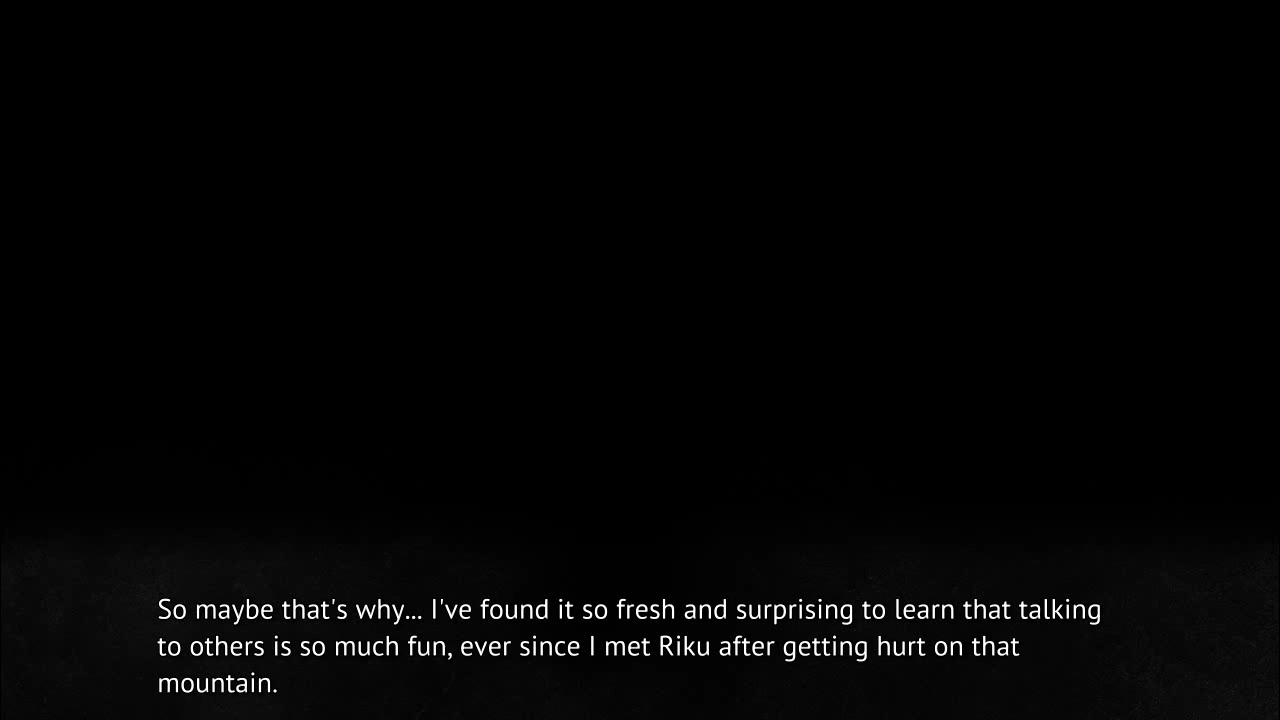 So maybe that's why... I've found it so fresh and surprising to learn that talking
to others is so much fun, ever since I met Riku after getting hurt on that
mountain.